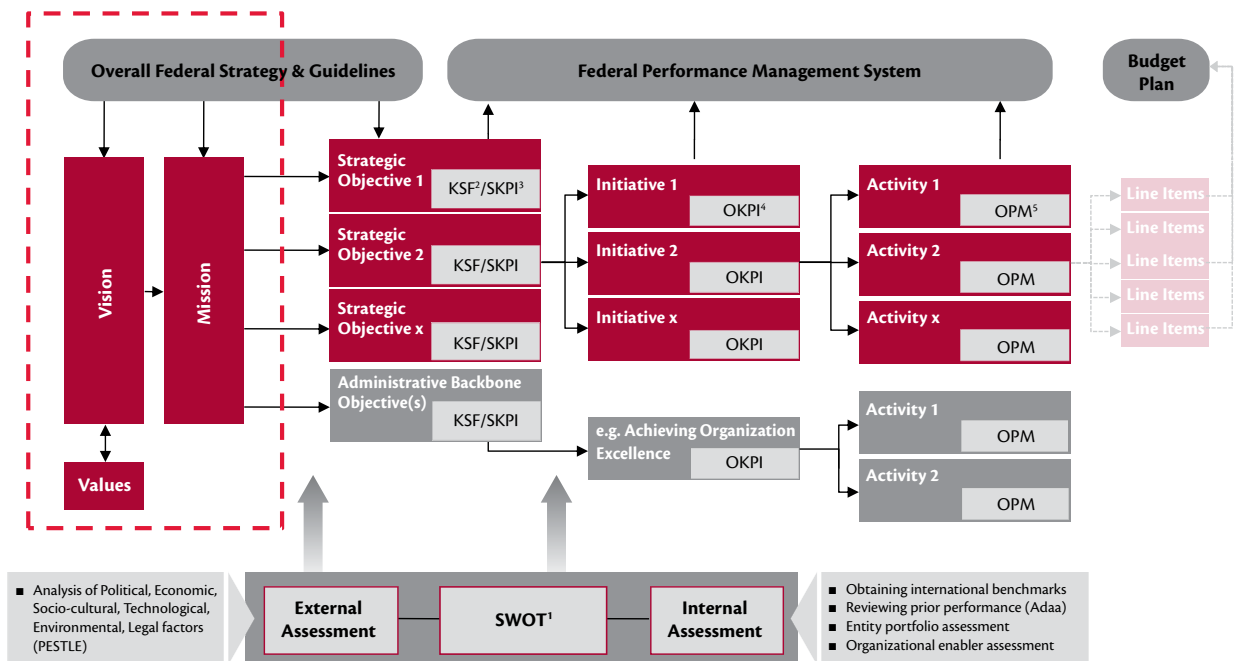 Overall Federal Strategy & Guidelines
Federal Performance Management System
Budget
Plan
Vision
Mission
Values
Strategic
Objective 1
KSF²/SKPI³
Strategic
Objective 2
KSF/SKPI
Strategic
Objective x
KSF/SKPI
Administrative Backbone
Objective(s)
KSF/SKPI
Initiative 1
OKPI⁴
Initiative 2
OKPI
Initiative x
OKPI
e.g. Achieving Organization
Excellence
OKPI
Activity 1
OPM⁵
Activity 2
OPM
Activity x
OPM
Activity 1
OPM
Activity 2
OPM
Line Items
Line Items
Line Items
Line Items
Line Items
■ Analysis of Political, Economic,
Socio-cultural, Technological,
Environmental, Legal factors
(PESTLE)
External
Assessment
SWOT¹
Internal
Assessment
■ Obtaining international benchmarks
■ Reviewing prior performance (Adaa)
■ Entity portfolio assessment
■ Organizational enabler assessment